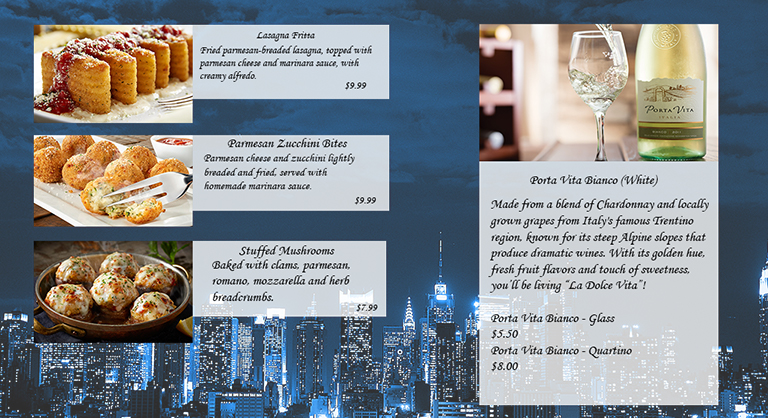 Lasagna Fritta
Fried parmesan-breaded lasagna, topped with
parmesan cheese and marinara sauce, with
creamy alfredo.
$9.99
Parmesan Zucchini Bites
Parmesan cheese and zucchini lightly
breaded and fried, served with
homemade marinara sauce.
$9.99
Stuffed Mushrooms
Baked with clams, parmesan,
romano, mozzarella and herb
breadcrumbs.
$7.99
PORTA VITA
ITALIA
Porta Vita Bianco (White)
Made from a blend of Chardonnay and locally
grown grapes from Italy's famous Trentino
region, known for its steep Alpine slopes that
produce dramatic wines. With its golden hue,
fresh fruit flavors and touch of sweetness,
you'll be living "La Dolce Vita"!
Porta Vita Bianco - Glass
$5.50
Porta Vita Bianco - Quartino
$8.00